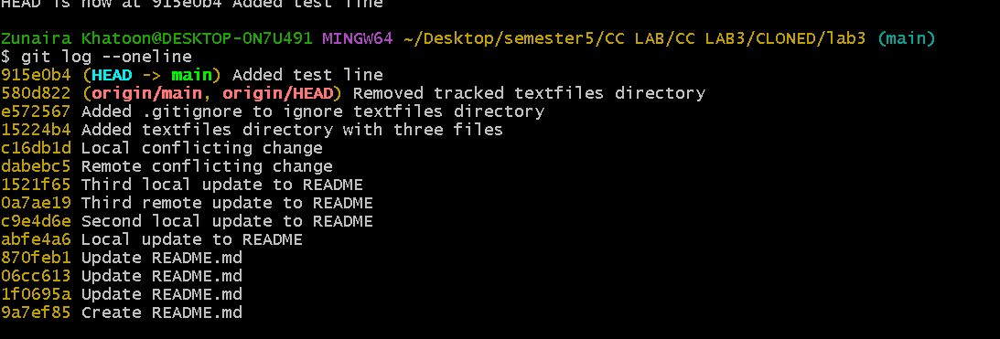 HEAD is now at 915e0b4 Added test line
Zunaira Khatoon@DESKTOP-ON7U491 MINGW64 ~/Desktop/semester5/CC LAB/CC LAB3/CLONED/lab3 (main)
$ git log --oneline
915e0b4 (HEAD -> main) Added test line
580d822 (origin/main, origin/HEAD) Removed tracked textfiles directory
e572567 Added .gitignore to ignore textfiles directory
15224b4 Added textfiles directory with three files
c16db1d Local conflicting change
dabebc5 Remote conflicting change
1521f65 Third local update to README
0a7ae19 Third remote update to README
c9e4d6e Second local update to README
abfe4a6 Local update to README
870feb1 Update README.md
06cc613 Update README.md
1f0695a Update README.md
9a7ef85 Create README.md